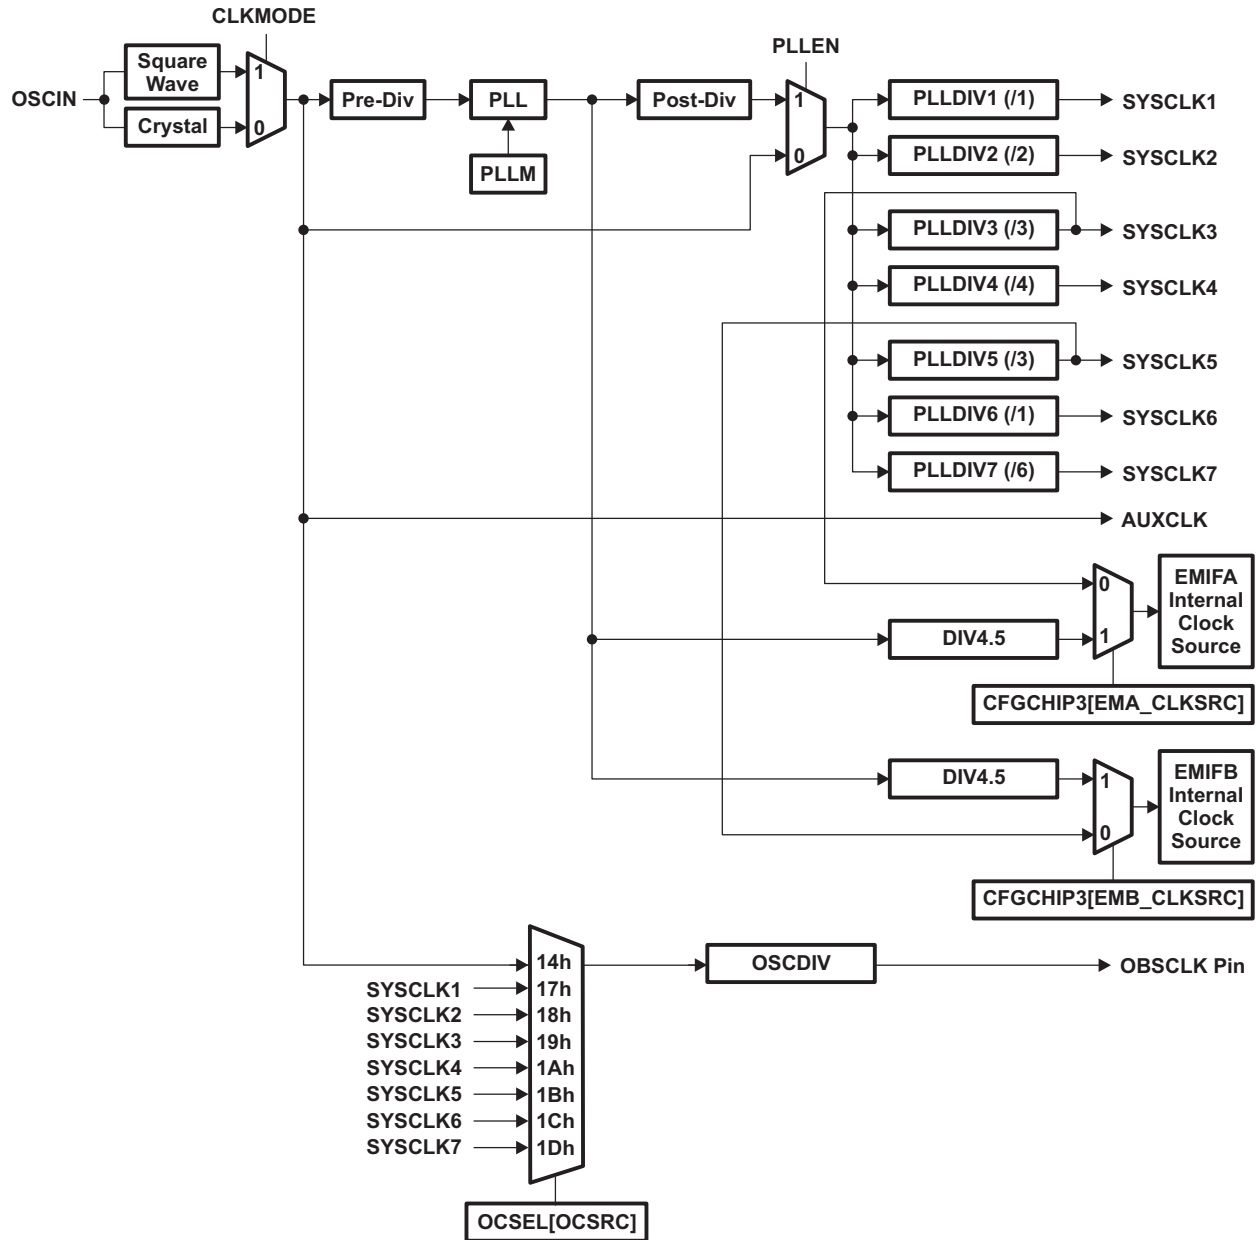 CLKMODE
PLLEN
OSCIN
Square
Wave
Crystal
1
0
Pre-Div
PLL
PLLM
Post-Div
1
0
PLLDIV1 (/1)
SYSCLK1
PLLDIV2 (/2)
SYSCLK2
PLLDIV3 (/3)
SYSCLK3
PLLDIV4 (/4)
SYSCLK4
PLLDIV5 (/3)
SYSCLK5
PLLDIV6 (/1)
SYSCLK6
PLLDIV7 (/6)
SYSCLK7
AUXCLK
0
1
DIV4.5
EMIFA
Internal
Clock
Source
CFGCHIP3[EMA_CLKSRC]
DIV4.5
1
0
EMIFB
Internal
Clock
Source
CFGCHIP3[EMB_CLKSRC]
14h
OSCDIV
OBSCLK Pin
SYSCLK1
17h
SYSCLK2
18h
SYSCLK3
19h
SYSCLK4
1Ah
SYSCLK5
1Bh
SYSCLK6
1Ch
SYSCLK7
1Dh
OCSEL[OCSRC]